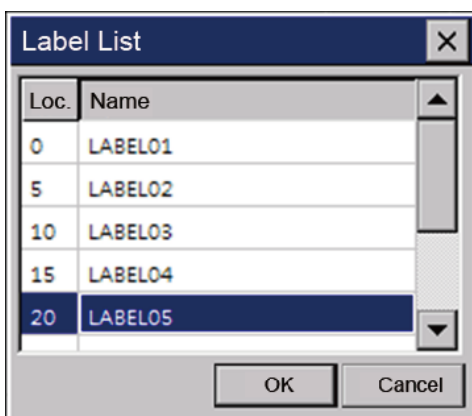 Label List
Loc. Name
0 LABEL01
5 LABEL02
10 LABEL03
15 LABEL04
20 LABEL05
OK Cancel